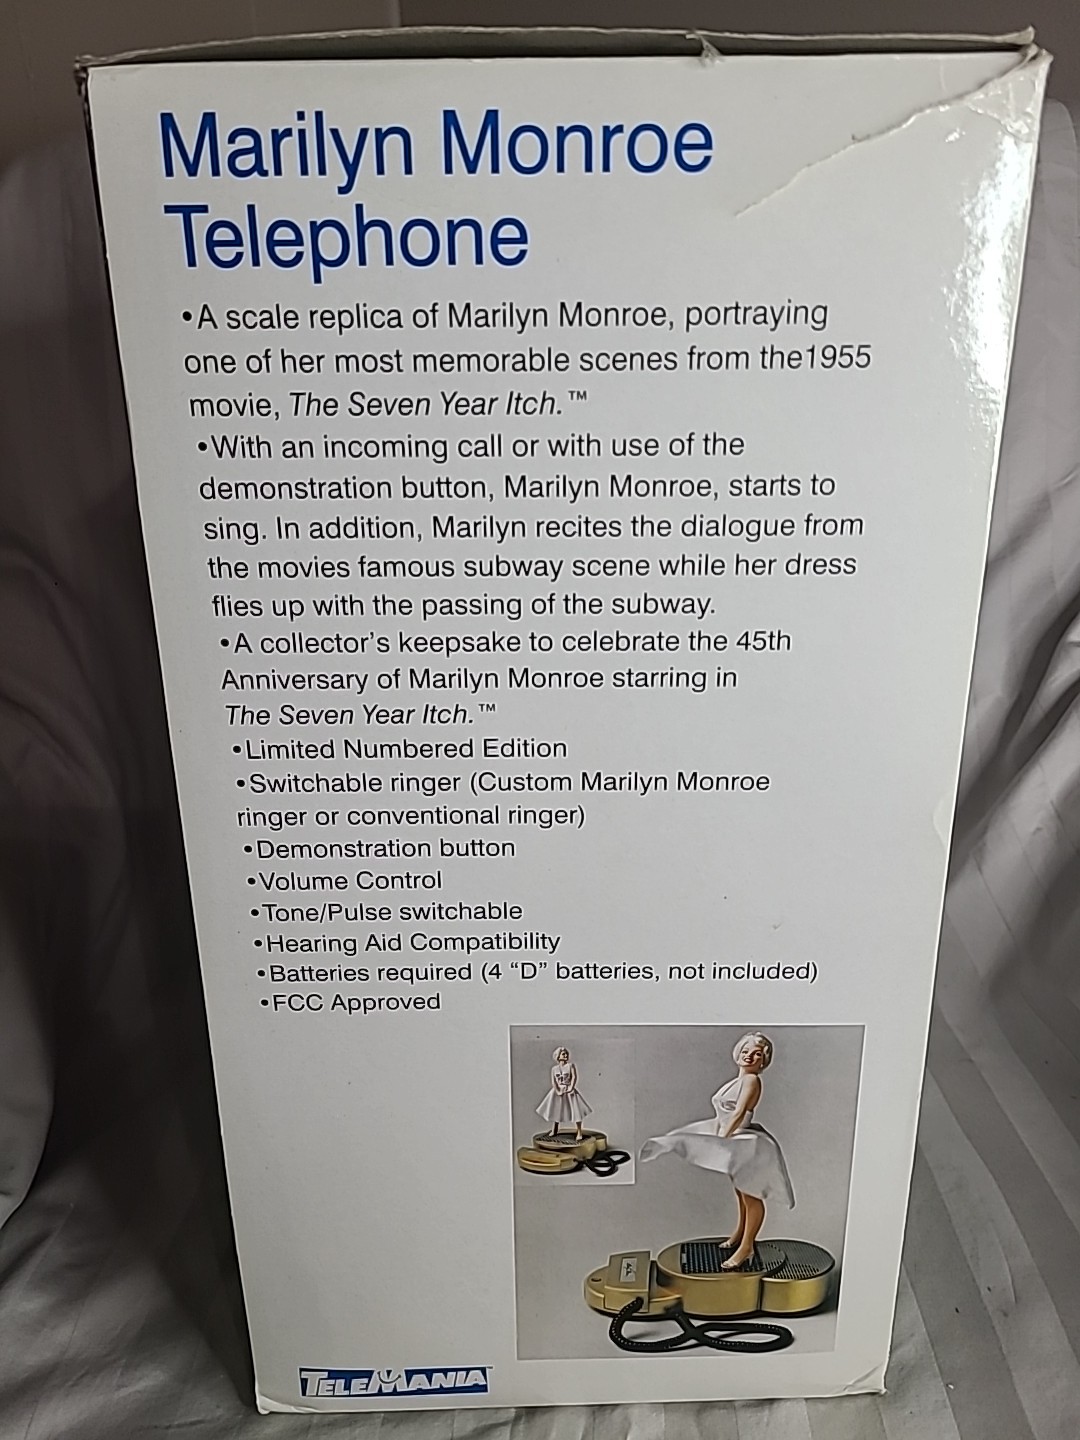 Marilyn Monroe
Telephone
•A scale replica of Marilyn Monroe, portraying
one of her most memorable scenes from the1955
movie, The Seven Year Itch.™
•With an incoming call or with use of the
demonstration button, Marilyn Monroe, starts to
sing. In addition, Marilyn recites the dialogue from
the movies famous subway scene while her dress
flies up with the passing of the subway.
•A collector's keepsake to celebrate the 45th
Anniversary of Marilyn Monroe starring in
The Seven Year Itch.™
•Limited Numbered Edition
•Switchable ringer (Custom Marilyn Monroe
ringer or conventional ringer)
•Demonstration button
•Volume Control
•Tone/Pulse switchable
•Hearing Aid Compatibility
•Batteries required (4 “D” batteries, not included)
•FCC Approved
TELEMANIA™